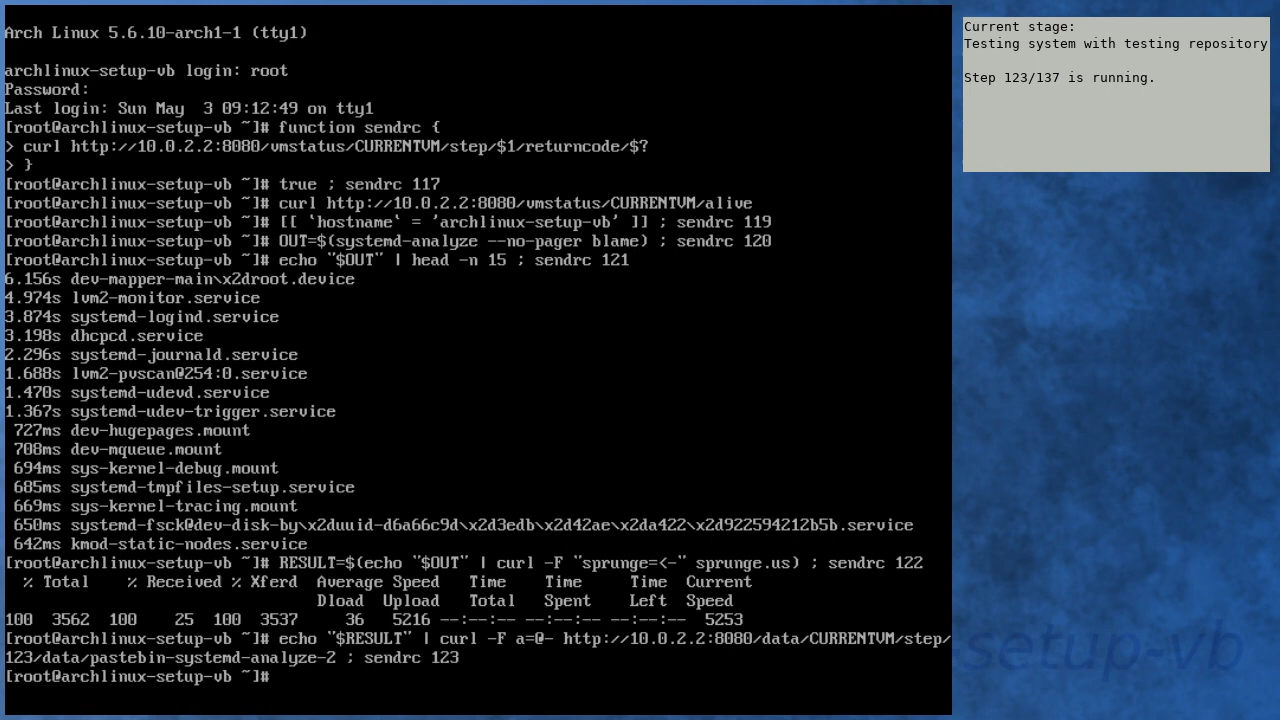 Arch Linux 5.6.10-arch1-1 (tty1)
archlinux-setup-vb login: root
Password:
Last login: Sun May  3 09:12:49 on tty1
[root@archlinux-setup-vb ~]# function sendrc {
> curl http://10.0.2.2:8080/vmstatus/CURRENTVM/step/$1/returncode/$?
> }
[root@archlinux-setup-vb ~]# true ; sendrc 117
[root@archlinux-setup-vb ~]# curl http://10.0.2.2:8080/vmstatus/CURRENTVM/alive
[root@archlinux-setup-vb ~]# [[ `hostname` = 'archlinux-setup-vb' ]] ; sendrc 119
[root@archlinux-setup-vb ~]# OUT=$(systemd-analyze --no-pager blame) ; sendrc 120
[root@archlinux-setup-vb ~]# echo "$OUT" | head -n 15 ; sendrc 121
6.156s dev-mapper-main\x2droot.device
4.974s lvm2-monitor.service
3.874s systemd-logind.service
3.198s dhcpcd.service
2.296s systemd-journald.service
1.688s lvm2-pvscan@254:0.service
1.470s systemd-udevd.service
1.367s systemd-udev-trigger.service
 727ms dev-hugepages.mount
 708ms dev-mqueue.mount
 694ms sys-kernel-debug.mount
 685ms systemd-tmpfiles-setup.service
 669ms sys-kernel-tracing.mount
 650ms systemd-fsck@dev-disk-by\x2duuid-d6a66c9d\x2d3edb\x2d42ae\x2da422\x2d922594212b5b.service
 642ms kmod-static-nodes.service
[root@archlinux-setup-vb ~]# RESULT=$(echo "$OUT" | curl -F "sprunge=<-" sprunge.us) ; sendrc 122
  % Total    % Received % Xferd  Average Speed   Time    Time     Time  Current
                                 Dload  Upload   Total   Spent    Left  Speed
100  3562  100    25  100  3537     36   5216 --:--:-- --:--:-- --:--:--  5253
[root@archlinux-setup-vb ~]# echo "$RESULT" | curl -F a=@- http://10.0.2.2:8080/data/CURRENTVM/step/
123/data/pastebin-systemd-analyze-2 ; sendrc 123
[root@archlinux-setup-vb ~]#
Current stage:
Testing system with testing repository
Step 123/137 is running.
setup-vb